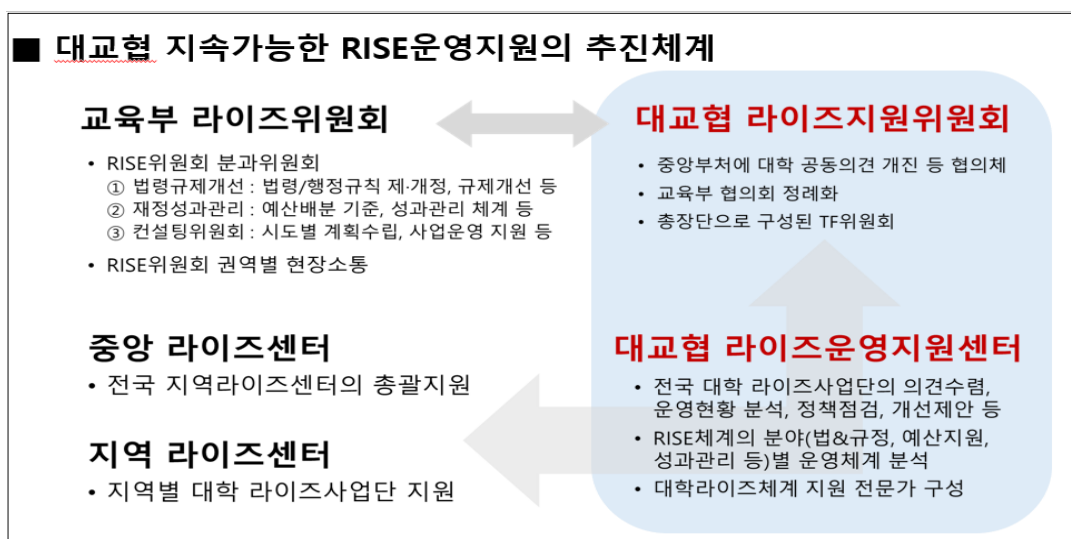 ■ 대교협 지속가능한 RISE운영지원의 추진체계
교육부 라이즈위원회
• RISE위원회 분과위원회
① 법령규제개선 : 법령/행정규칙 제·개정, 규제개선 등
② 재정성과관리 : 예산배분 기준, 성과관리 체계 등
③ 컨설팅위원회 : 시도별 계획수립, 사업운영 지원 등
• RISE위원회 권역별 현장소통
대교협 라이즈지원위원회
• 중앙부처에 대학 공동의견 개진 등 협의체
• 교육부 협의회 정례화
• 총장단으로 구성된 TF위원회
중앙 라이즈센터
• 전국 지역라이즈센터의 총괄지원
지역 라이즈센터
• 지역별 대학 라이즈사업단 지원
대교협 라이즈운영지원센터
• 전국 대학 라이즈사업단의 의견수렴,
운영현황 분석, 정책점검, 개선제안 등
• RISE체계의 분야(법&규정, 예산지원,
성과관리 등)별 운영체계 분석
• 대학라이즈체계 지원 전문가 구성